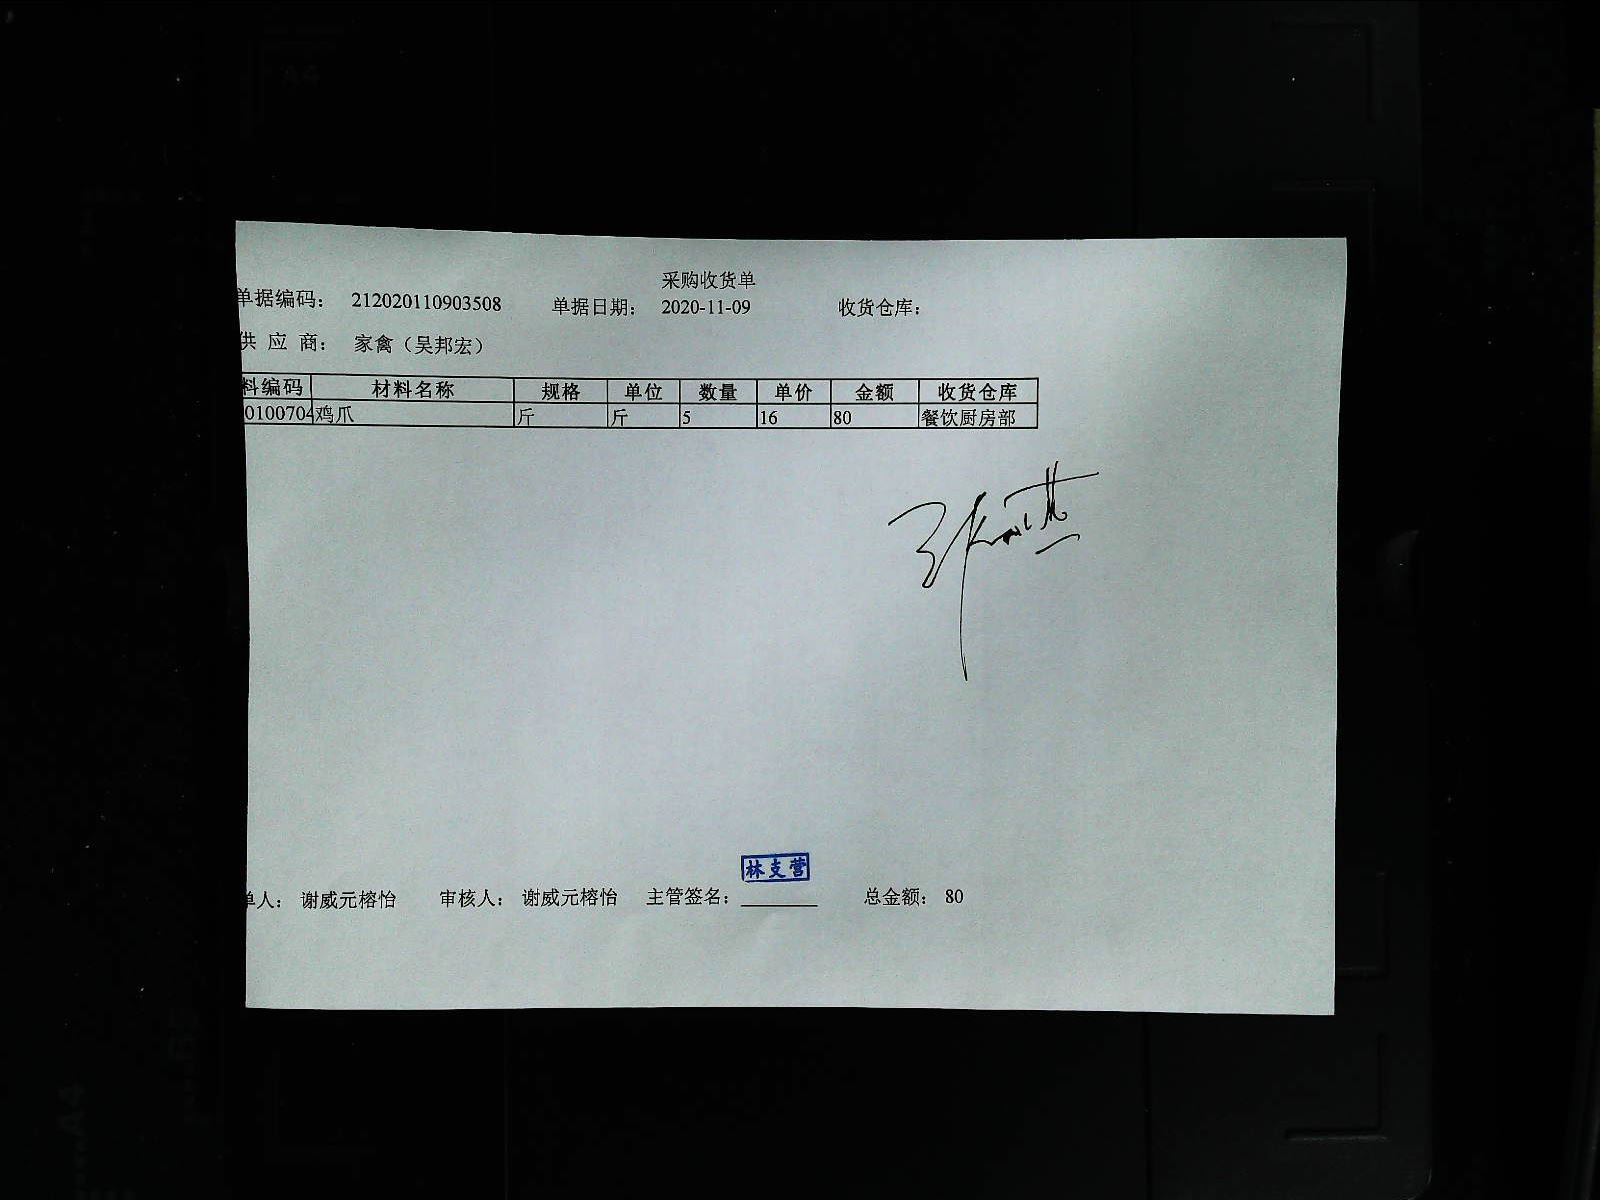 采购收货单
单据编码： 212020110903508 单据日期： 2020-11-09 收货仓库：
供 应 商： 家禽（吴邦宏）
料编码 材料名称 规格 单位 数量 单价 金额 收货仓库
0100704 鸡爪 斤 斤 5 16 80 餐饮厨房部
林支营
单人： 谢威元榕怡 审核人： 谢威元榕怡 主管签名： 总金额： 80